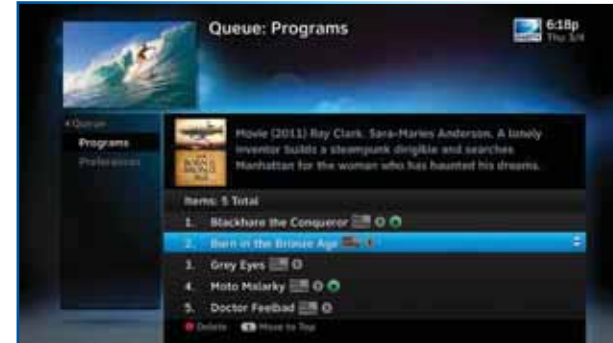 Queue: Programs
6:18p
Thu 3/4
Queue
Programs
Preferences
Movie (2011) Ray Clark, Sara-Maries Anderson. A lonely
inventor builds a steampunk dirigible and searches
Manhattan for the woman who has haunted his dreams.
BORN IN
BRONZE
Items: 5 Total
1. Blackhare the Conqueror
2. Born in the Bronze Age
3. Grey Eyes
4. Moto Malarky
5. Doctor Feelbad
Delete Move to Top